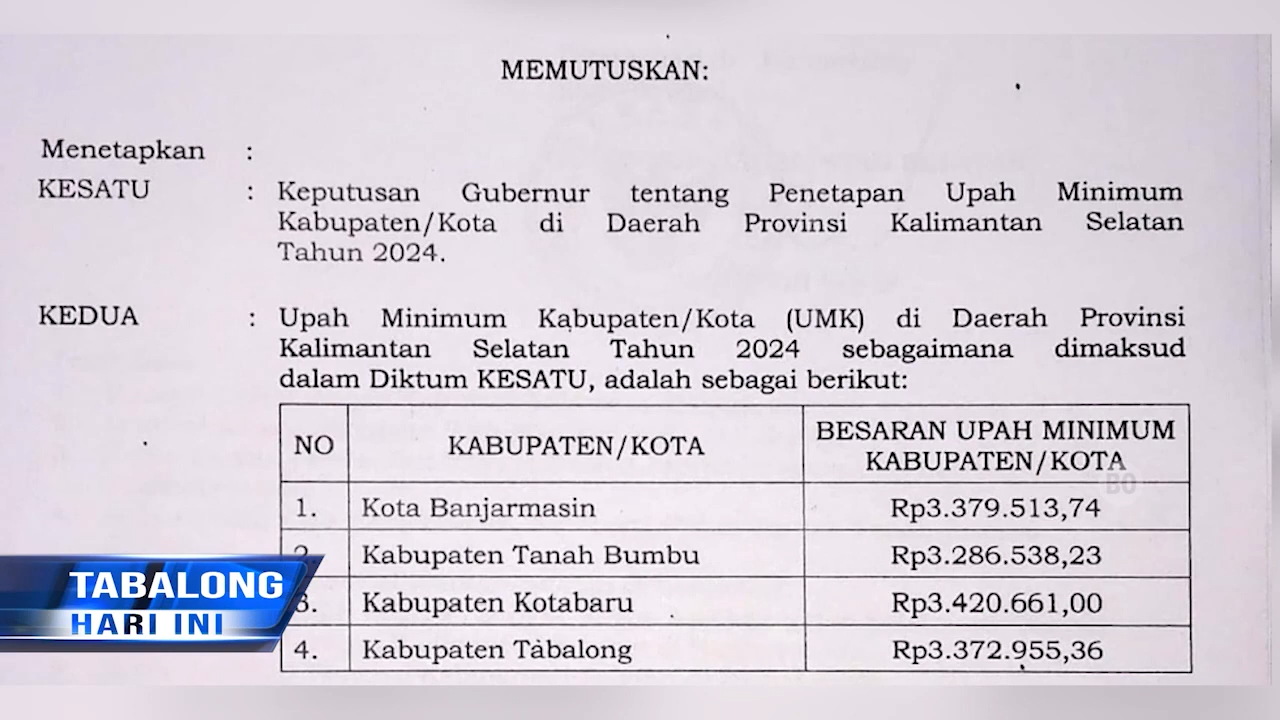 MEMUTUSKAN:
Menetapkan :
KESATU : Keputusan Gubernur tentang Penetapan Upah Minimum
Kabupaten/Kota di Daerah Provinsi Kalimantan Selatan
Tahun 2024.
KEDUA : Upah Minimum Kabupaten/Kota (UMK) di Daerah Provinsi
Kalimantan Selatan Tahun 2024 sebagaimana dimaksud
dalam Diktum KESATU, adalah sebagai berikut:
NO KABUPATEN/KOTA BESARAN UPAH MINIMUM
KABUPATEN/KOTA
BO
1. Kota Banjarmasin Rp3.379.513,74
2. Kabupaten Tanah Bumbu Rp3.286.538,23
3. Kabupaten Kotabaru Rp3.420.661,00
4. Kabupaten Tabalong Rp3.372.955,36
TABALONG
HARI INI